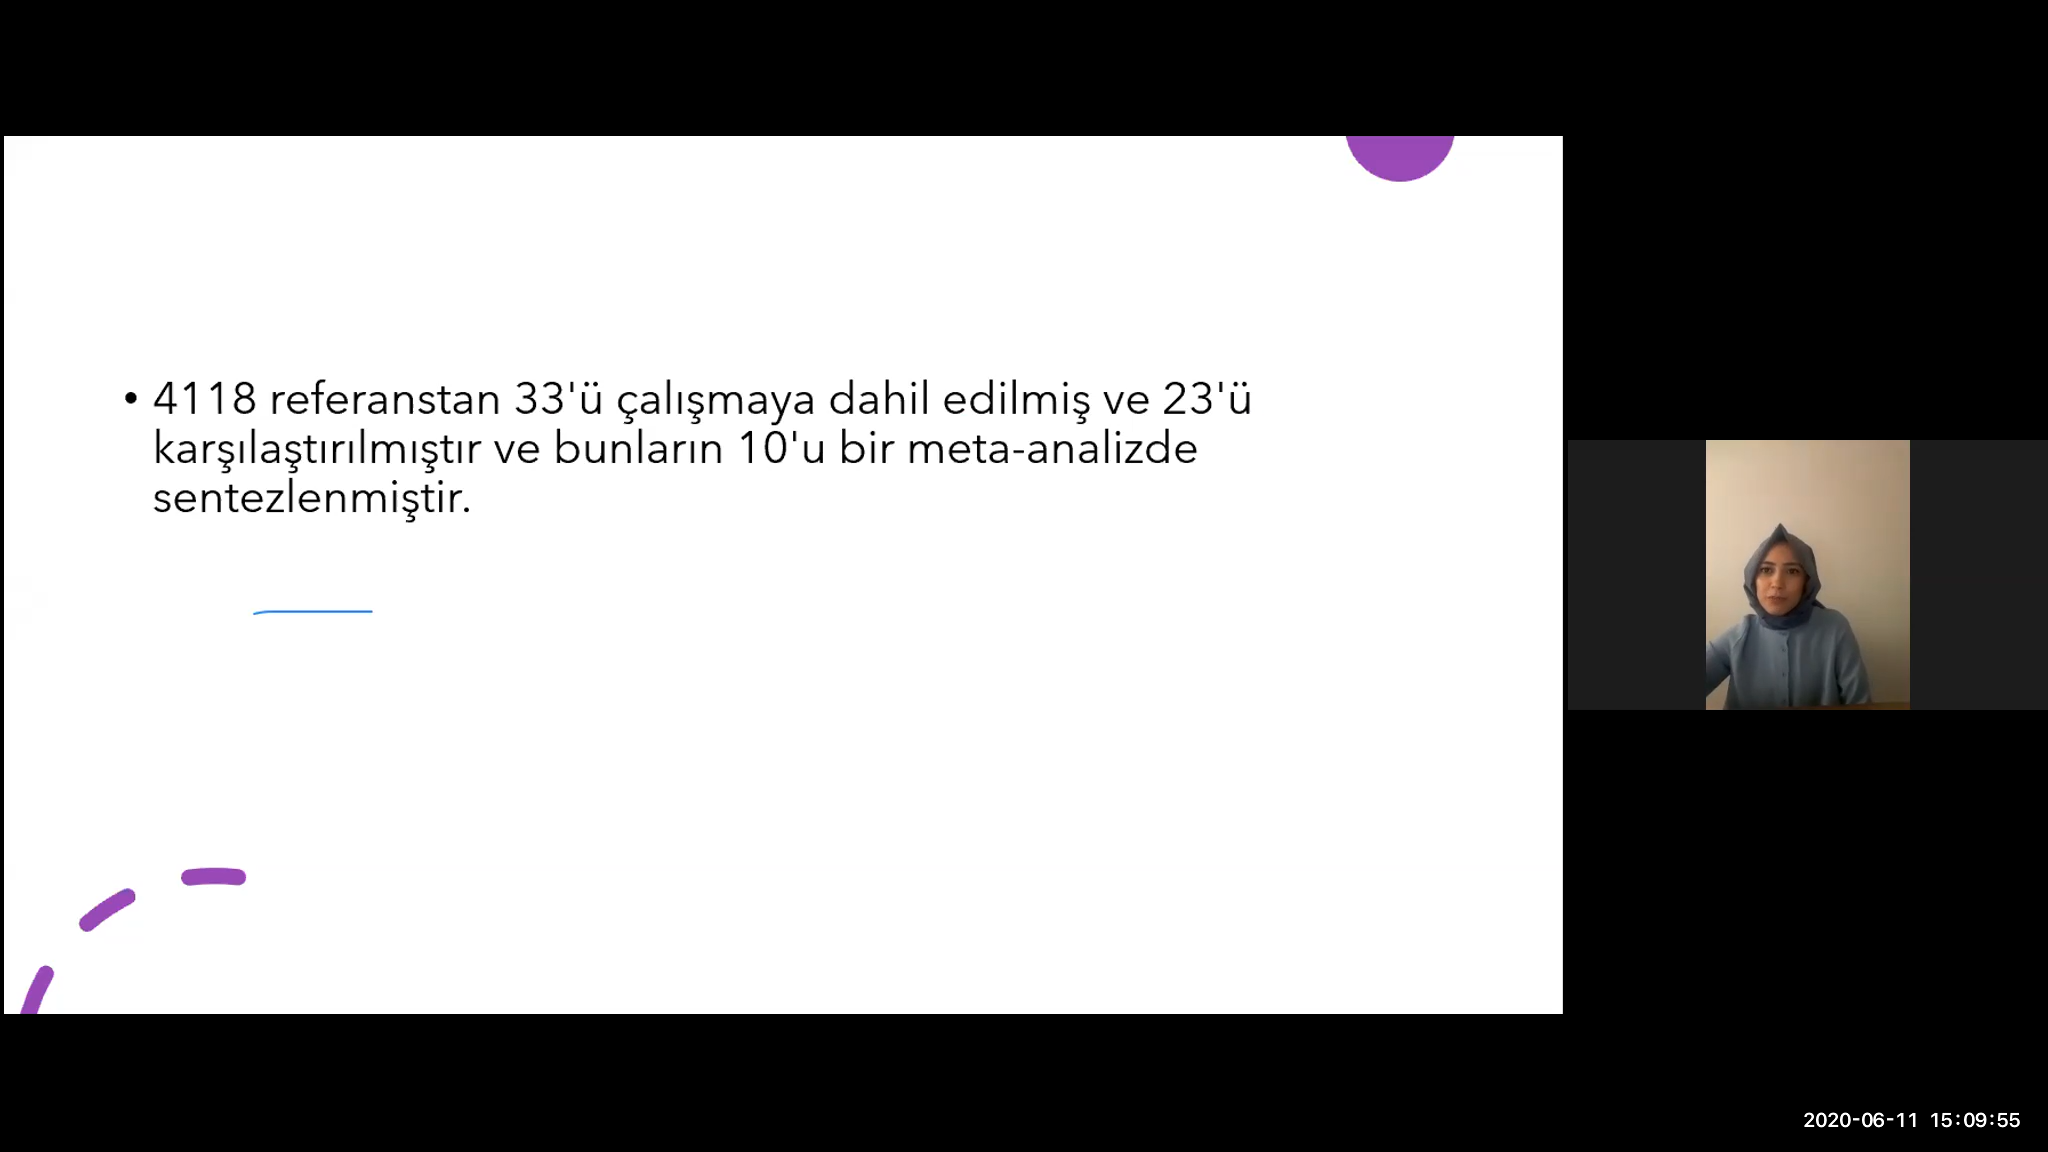 • 4118 referanstan 33'ü çalışmaya dahil edilmiş ve 23'ü
karşılaştırılmıştır ve bunların 10'u bir meta-analizde
sentezlenmiştir.
2020-06-11 15:09:55